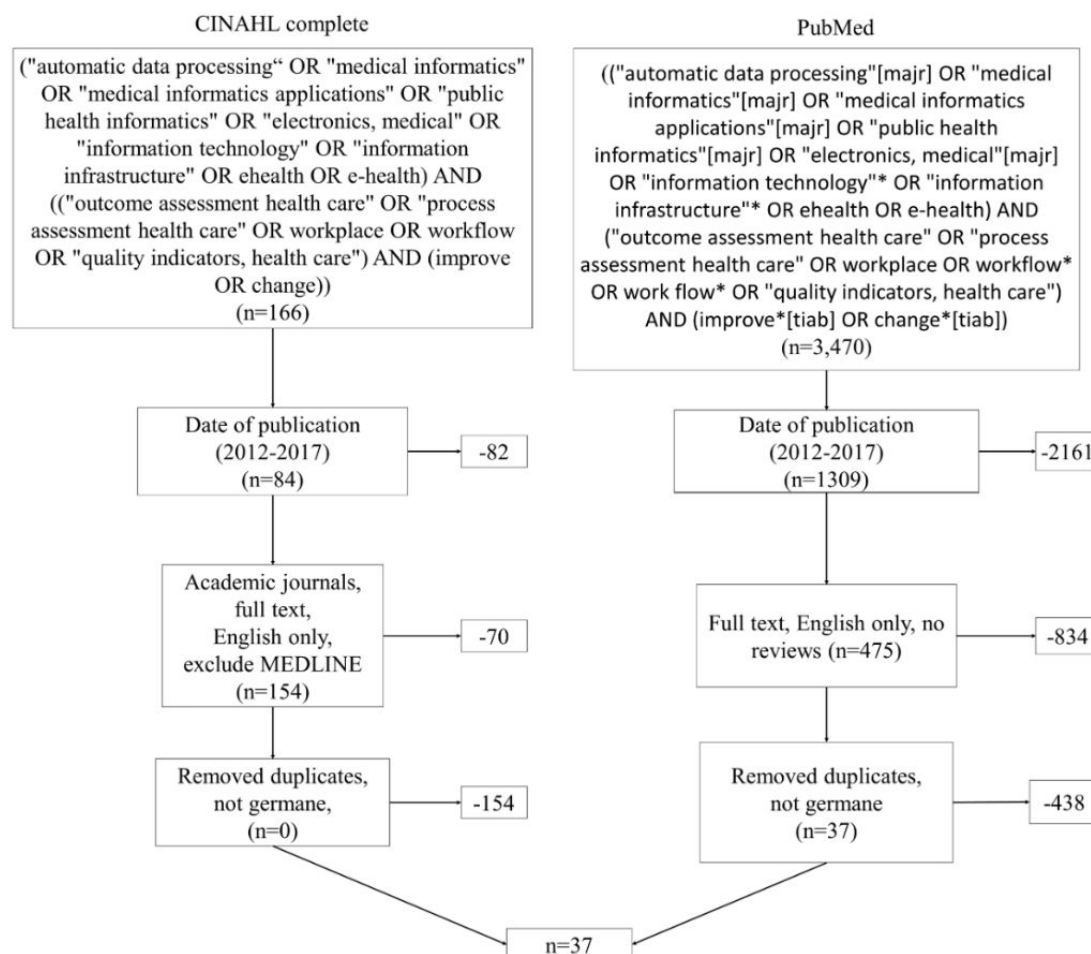 CINAHL complete
("automatic data processing“ OR "medical informatics"
OR "medical informatics applications" OR "public
health informatics" OR "electronics, medical" OR
"information technology" OR "information
infrastructure" OR ehealth OR e-health) AND
(("outcome assessment health care" OR "process
assessment health care" OR workplace OR workflow
OR "quality indicators, health care") AND (improve
OR change))
(n=166)
Date of publication
(2012-2017)
(n=84)
-82
Academic journals,
full text,
English only,
exclude MEDLINE
(n=154)
-70
Removed duplicates,
not germane,
(n=0)
-154
PubMed
(("automatic data processing"[majr] OR "medical
informatics"[majr] OR "medical informatics
applications"[majr] OR "public health
informatics"[majr] OR "electronics, medical"[majr]
OR "information technology"* OR "information
infrastructure"* OR ehealth OR e-health) AND
("outcome assessment health care" OR "process
assessment health care" OR workplace OR workflow*
OR work flow* OR "quality indicators, health care")
AND (improve*[tiab] OR change*[tiab])
(n=3,470)
Date of publication
(2012-2017)
(n=1309)
-2161
Full text, English only, no
reviews (n=475)
-834
Removed duplicates,
not germane
(n=37)
-438
n=37